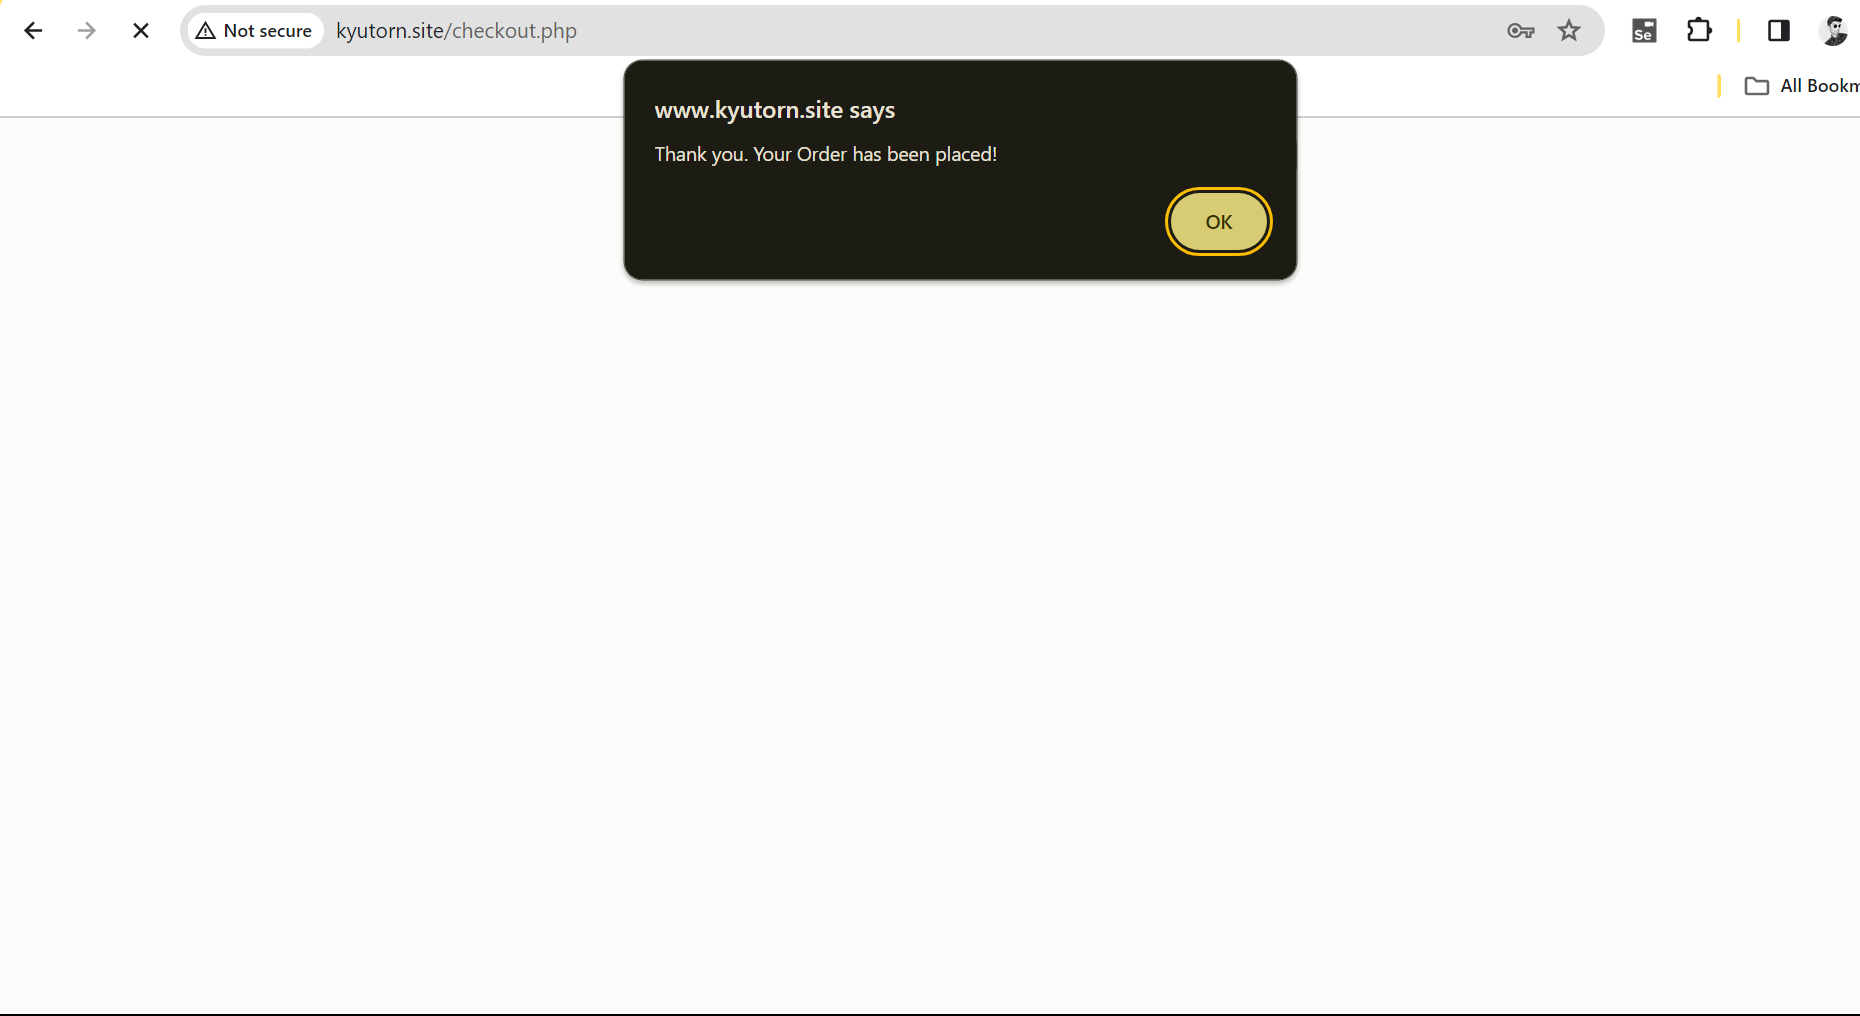 Not secure
kyutorn.site/checkout.php
Se
All Bookm
www.kyutorn.site says
Thank you. Your Order has been placed!
OK